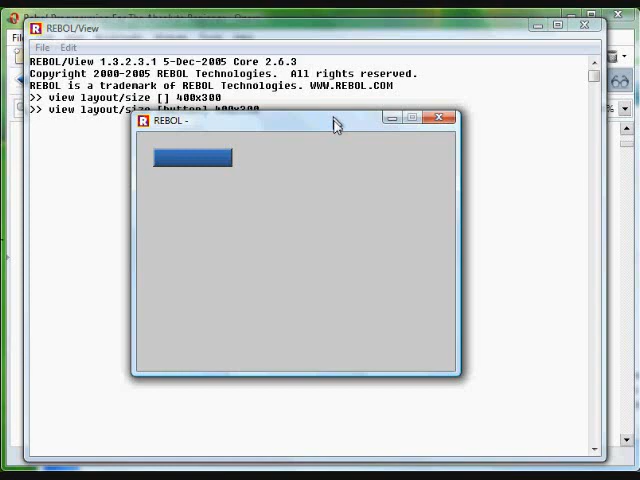 REBOL/View
File Edit
REBOL/View 1.3.2.3.1 5-Dec-2005 Core 2.6.3
Copyright 2000-2005 REBOL Technologies. All rights reserved.
REBOL is a trademark of REBOL Technologies. WWW.REBOL.COM
>> view layout/size [] 400x300
>> view layout/size [button] 400x300
REBOL -